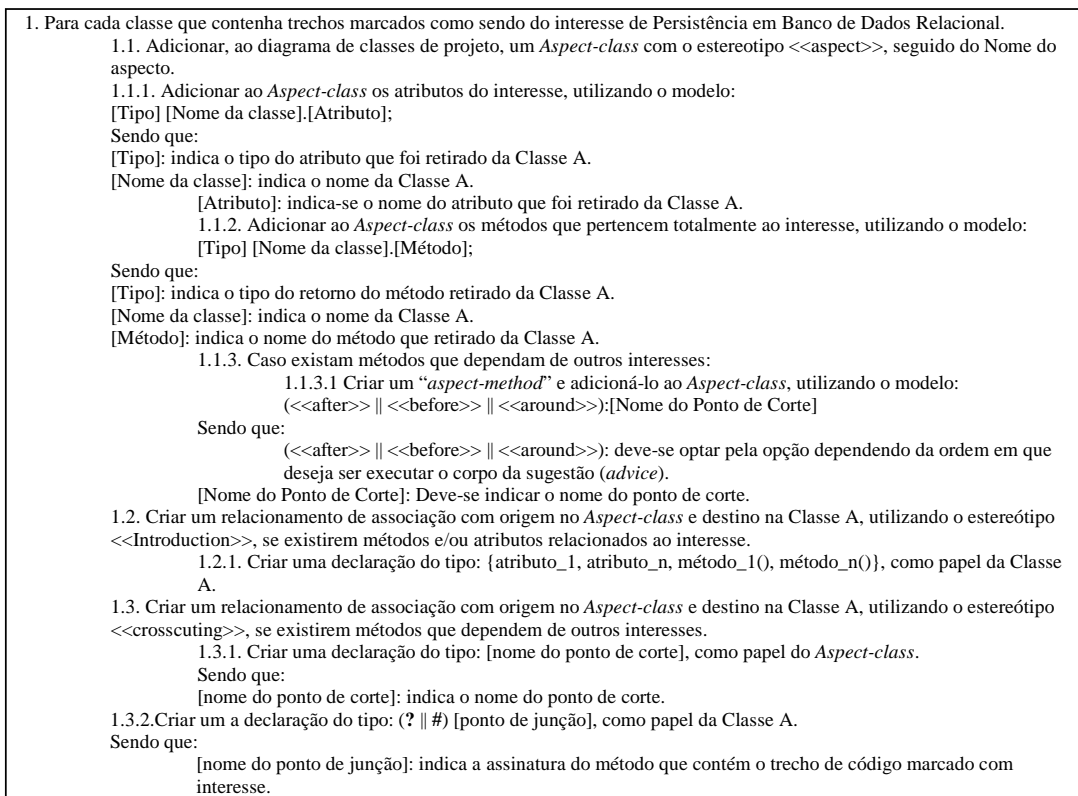 1. Para cada classe que contenha trechos marcados como sendo do interesse de Persistência em Banco de Dados Relacional.
1.1. Adicionar, ao diagrama de classes de projeto, um Aspect-class com o estereotipo <<aspect>>, seguido do Nome do
aspecto.
1.1.1. Adicionar ao Aspect-class os atributos do interesse, utilizando o modelo:
[Tipo] [Nome da classe].[Atributo];
Sendo que:
[Tipo]: indica o tipo do atributo que foi retirado da Classe A.
[Nome da classe]: indica o nome da Classe A.
[Atributo]: indica-se o nome do atributo que foi retirado da Classe A.
1.1.2. Adicionar ao Aspect-class os métodos que pertencem totalmente ao interesse, utilizando o modelo:
[Tipo] [Nome da classe].[Método];
Sendo que:
[Tipo]: indica o tipo do retorno do método retirado da Classe A.
[Nome da classe]: indica o nome da Classe A.
[Método]: indica o nome do método que retirado da Classe A.
1.1.3. Caso existam métodos que dependam de outros interesses:
1.1.3.1 Criar um “aspect-method” e adicioná-lo ao Aspect-class, utilizando o modelo:
(<<after>> || <<before>> || <<around>>):[Nome do Ponto de Corte]
Sendo que:
(<<after>> || <<before>> || <<around>>): deve-se optar pela opção dependendo da ordem em que
deseja ser executar o corpo da sugestão (advice).
[Nome do Ponto de Corte]: Deve-se indicar o nome do ponto de corte.
1.2. Criar um relacionamento de associação com origem no Aspect-class e destino na Classe A, utilizando o estereótipo
<<Introduction>>, se existirem métodos e/ou atributos relacionados ao interesse.
1.2.1. Criar uma declaração do tipo: {atributo_1, atributo_n, método_1(), método_n()}, como papel da Classe
A.
1.3. Criar um relacionamento de associação com origem no Aspect-class e destino na Classe A, utilizando o estereótipo
<<crosscuting>>, se existirem métodos que dependem de outros interesses.
1.3.1. Criar uma declaração do tipo: [nome do ponto de corte], como papel do Aspect-class.
Sendo que:
[nome do ponto de corte]: indica o nome do ponto de corte.
1.3.2.Criar um a declaração do tipo: (? || #) [ponto de junção], como papel da Classe A.
Sendo que:
[nome do ponto de junção]: indica a assinatura do método que contém o trecho de código marcado com
interesse.